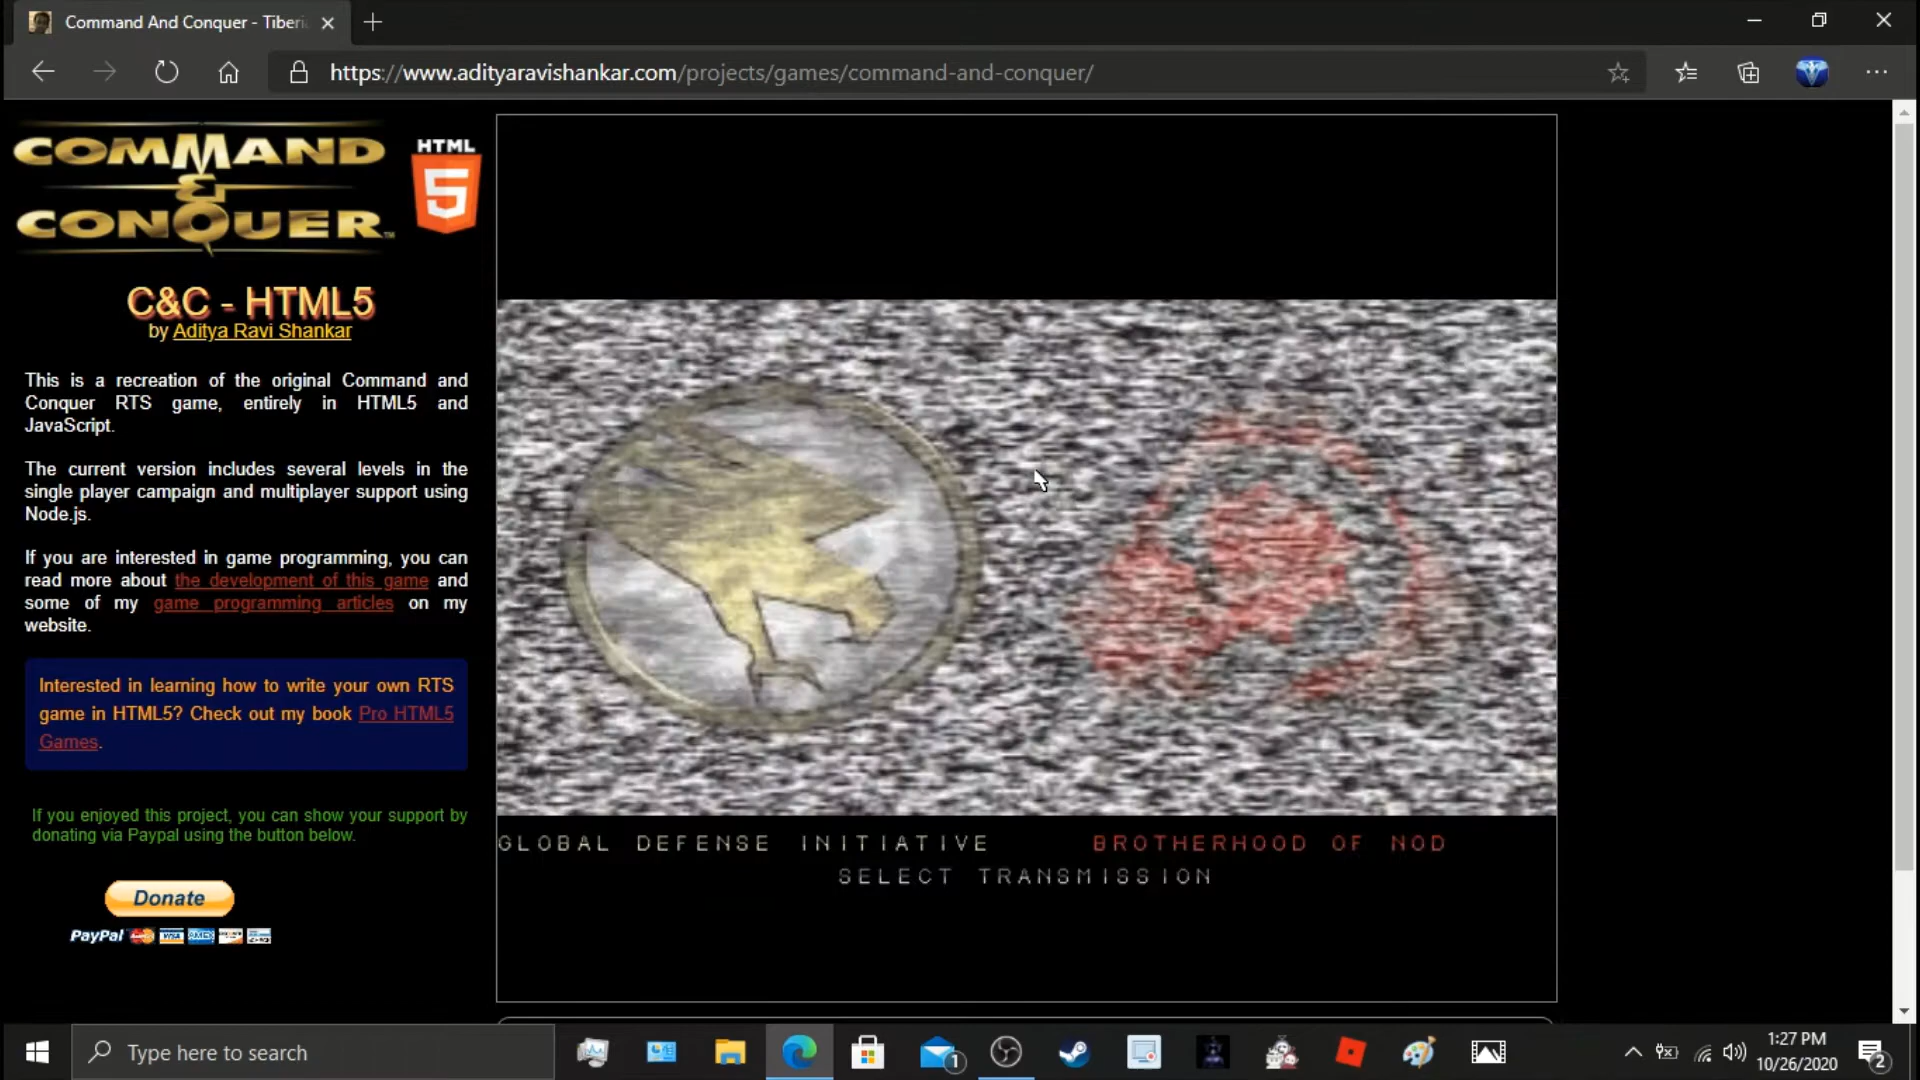 Command And Conquer - Tiberi
https://www.adityaravishankar.com/projects/games/command-and-conquer/
COMMAND
&
CONQUER™
HTML
5
C&C - HTML5
by Aditya Ravi Shankar
This is a recreation of the original Command and
Conquer RTS game, entirely in HTML5 and
JavaScript.
The current version includes several levels in the
single player campaign and multiplayer support using
Node.js.
If you are interested in game programming, you can
read more about the development of this game and
some of my game programming articles on my
website.
Interested in learning how to write your own RTS
game in HTML5? Check out my book Pro HTML5
Games.
If you enjoyed this project, you can show your support by
donating via Paypal using the button below.
Donate
PayPal VISA AMEX
GLOBAL DEFENSE INITIATIVE BROTHERHOOD OF NOD
SELECT TRANSMISSION
Type here to search
1
1:27 PM
10/26/2020
2